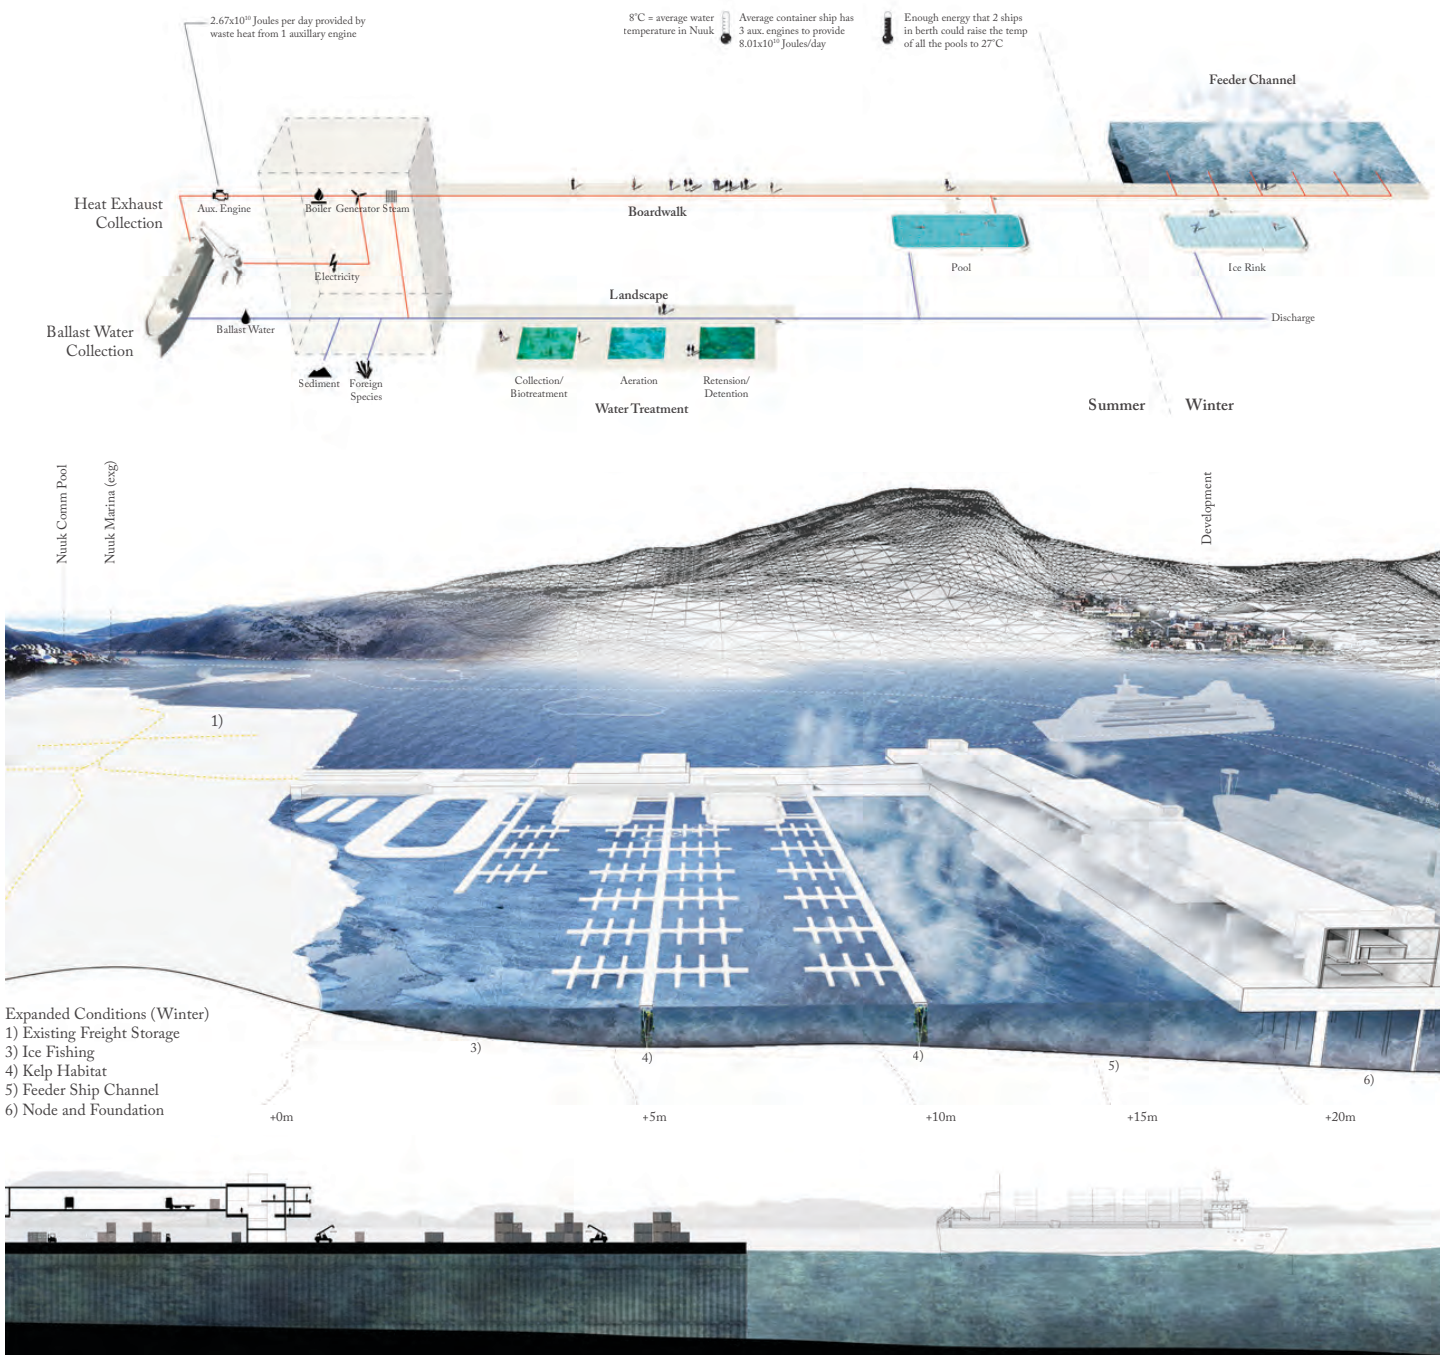 2.67x10¹⁰ Joules per day provided by
waste heat from 1 auxillary engine
8°C = average water
temperature in Nuuk
Average container ship has
3 aux. engines to provide
8.01x10¹⁰ Joules/day
Enough energy that 2 ships
in berth could raise the temp
of all the pools to 27°C
Feeder Channel
Heat Exhaust
Collection
Aux. Engine
Boiler
Generator
Steam
Boardwalk
Electricity
Pool
Ice Rink
Landscape
Ballast Water
Collection
Ballast Water
Discharge
Sediment
Foreign
Species
Collection/
Biotreatment
Aeration
Retension/
Detention
Water Treatment
Summer
Winter
Nuuk Comm Pool
Nuuk Marina (exg)
Development
1)
Expanded Conditions (Winter)
1) Existing Freight Storage
3) Ice Fishing
4) Kelp Habitat
5) Feeder Ship Channel
6) Node and Foundation
3)
4)
4)
5)
6)
+0m
+5m
+10m
+15m
+20m